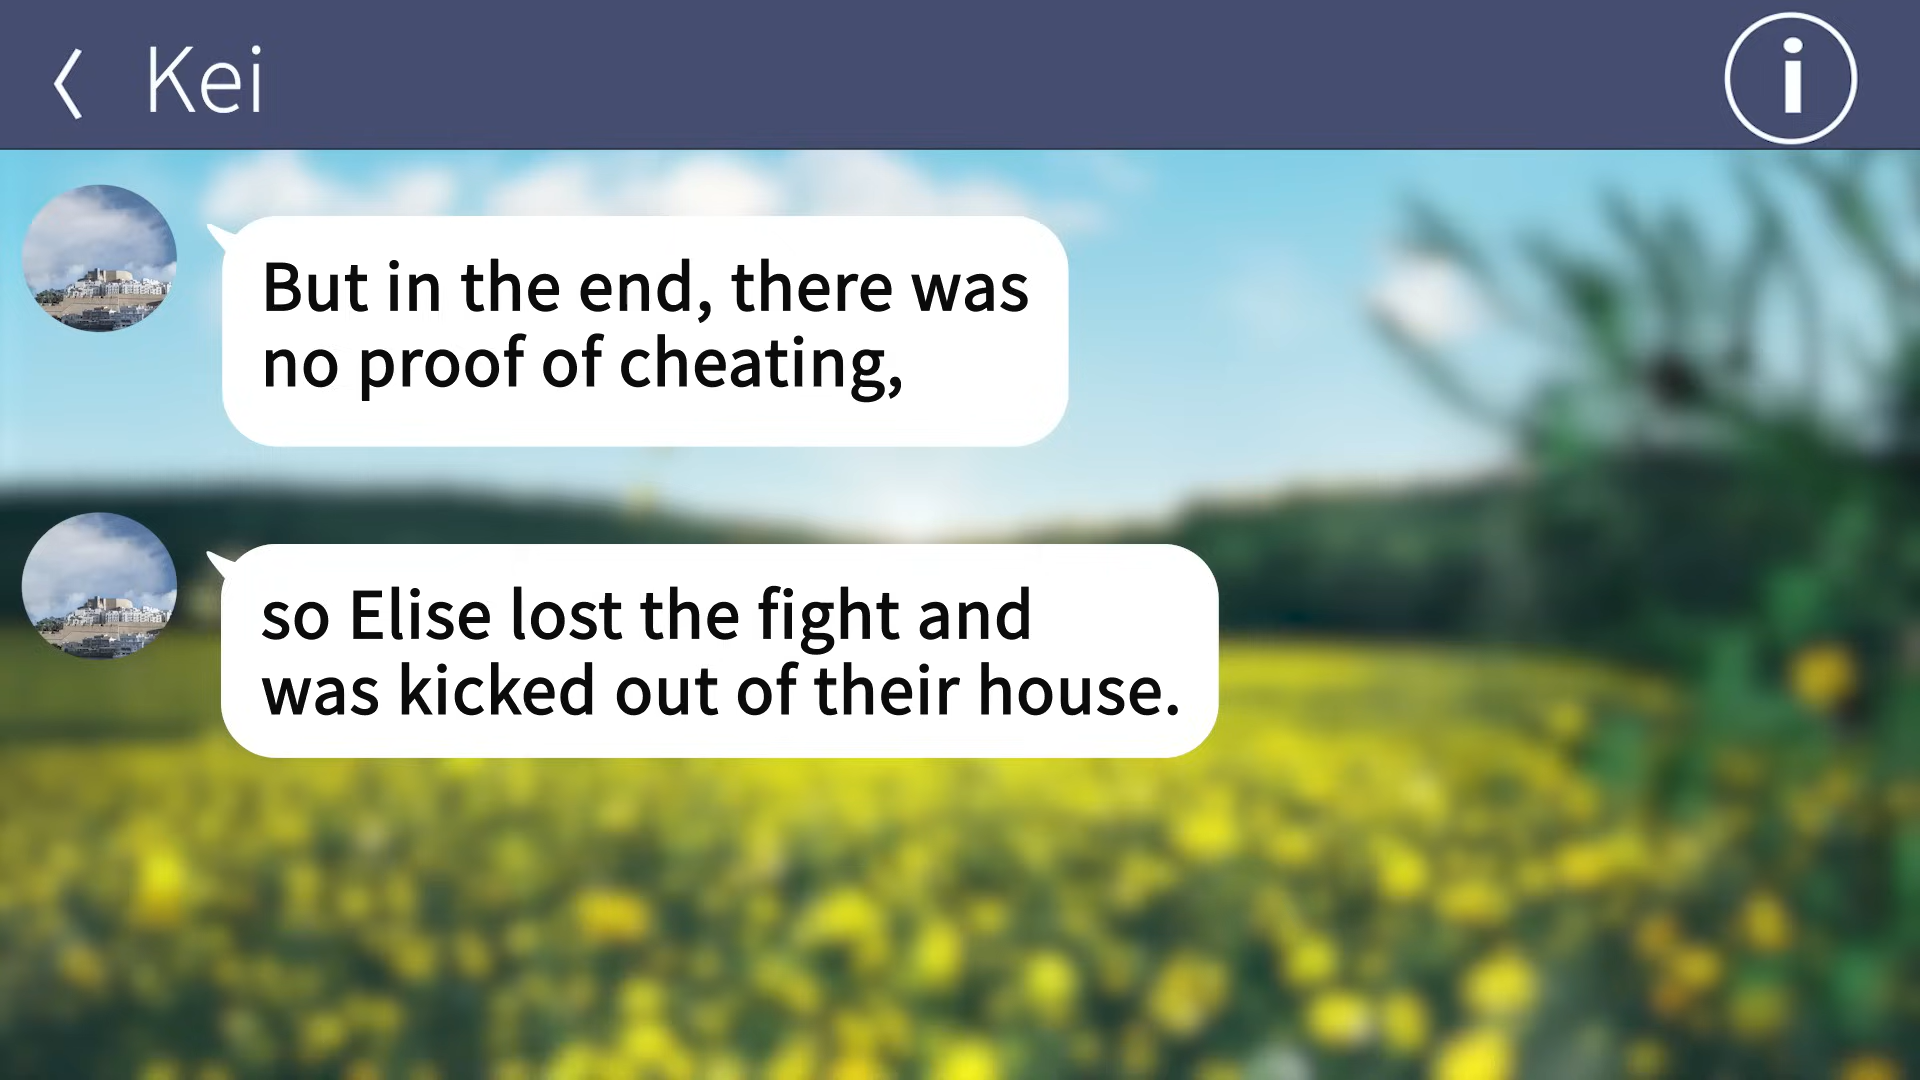 Kei
But in the end, there was
no proof of cheating,
so Elise lost the fight and
was kicked out of their house.